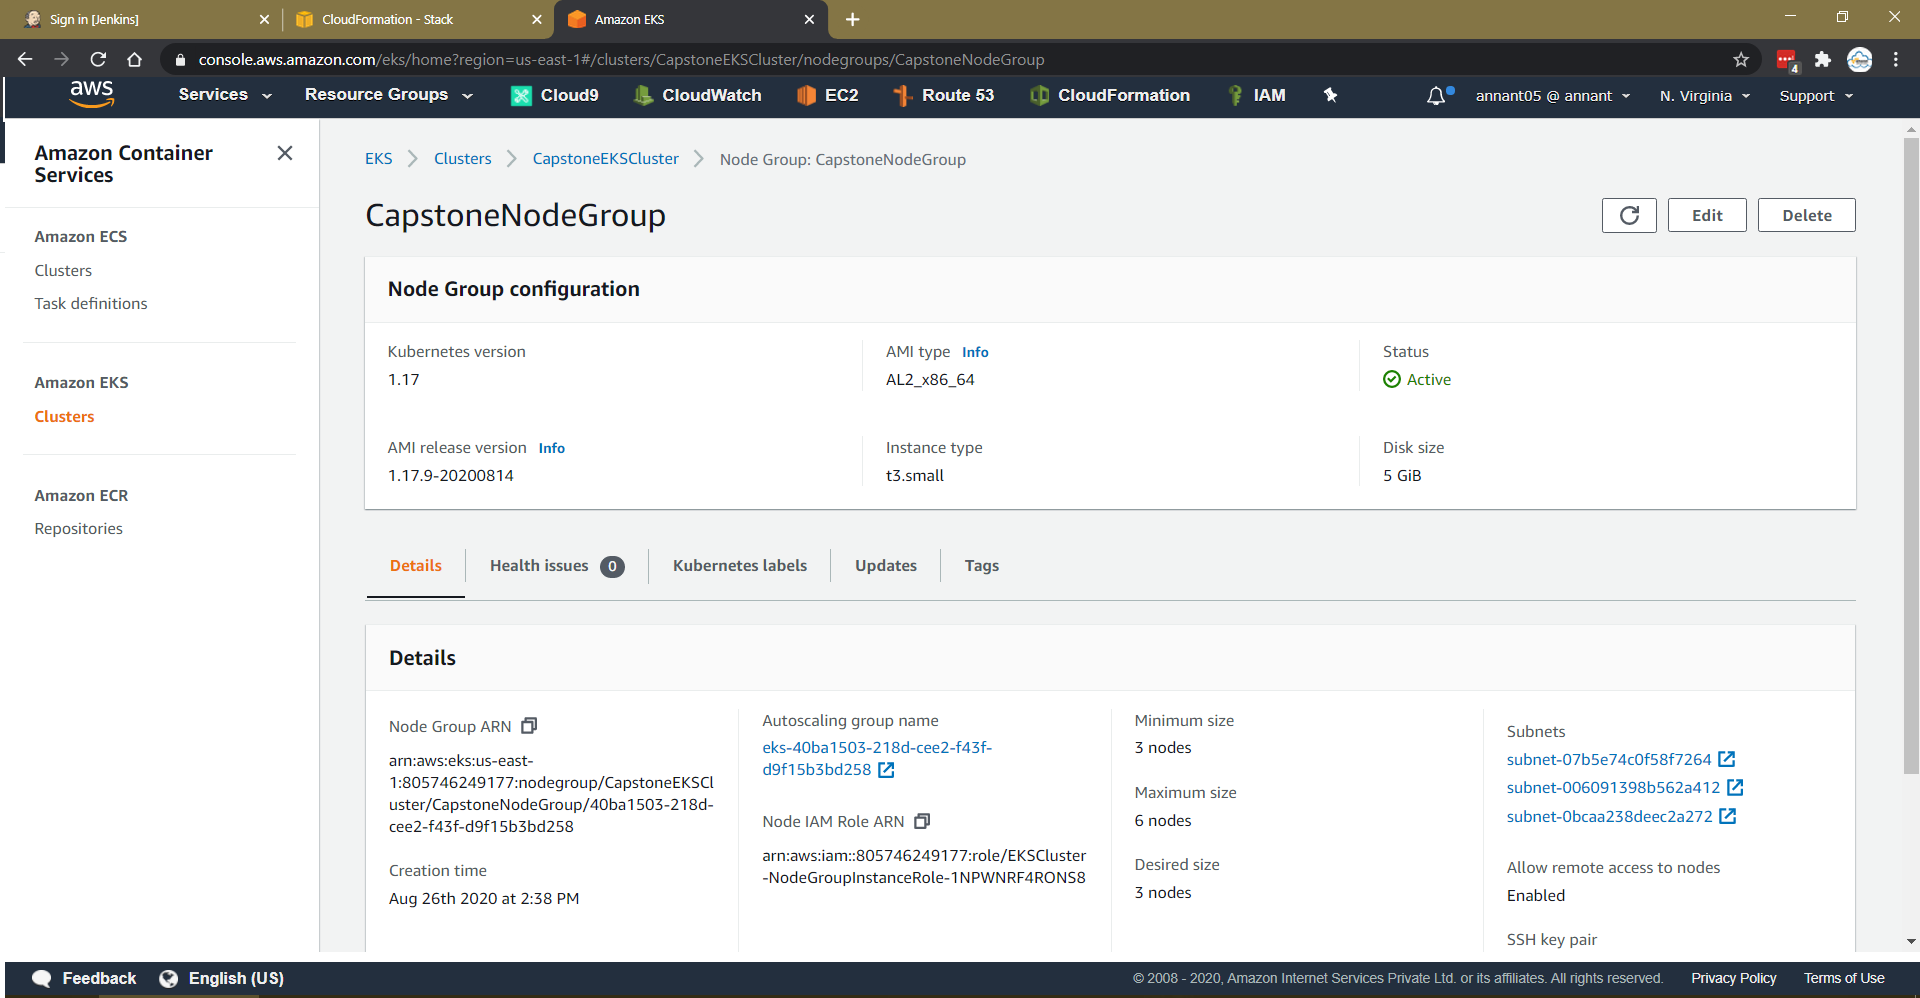 Sign in [Jenkins]
CloudFormation - Stack
Amazon EKS
console.aws.amazon.com/eks/home?region=us-east-1#/clusters/CapstoneEKSCluster/nodegroups/CapstoneNodeGroup
4
aws
Services
Resource Groups
Cloud9
CloudWatch
EC2
Route 53
CloudFormation
IAM
annant05 @ annant
N. Virginia
Support
Amazon Container
Services
Amazon ECS
Clusters
Task definitions
Amazon EKS
Clusters
Amazon ECR
Repositories
EKS
Clusters
CapstoneEKSCluster
Node Group: CapstoneNodeGroup
CapstoneNodeGroup
Edit
Delete
Node Group configuration
Kubernetes version
1.17
AMI type Info
AL2_x86_64
Status
Active
AMI release version Info
1.17.9-20200814
Instance type
t3.small
Disk size
5 GiB
Details
Health issues 0
Kubernetes labels
Updates
Tags
Details
Node Group ARN
arn:aws:eks:us-east-
1:805746249177:nodegroup/CapstoneEKSCl
uster/CapstoneNodeGroup/40ba1503-218d-
cee2-f43f-d9f15b3bd258
Creation time
Aug 26th 2020 at 2:38 PM
Autoscaling group name
eks-40ba1503-218d-cee2-f43f-
d9f15b3bd258
Node IAM Role ARN
arn:aws:iam::805746249177:role/EKSCluster
-NodeGroupInstanceRole-1NPWNRF4RONS8
Minimum size
3 nodes
Maximum size
6 nodes
Desired size
3 nodes
Subnets
subnet-07b5e74c0f58f7264
subnet-006091398b562a412
subnet-0bcaa238deec2a272
Allow remote access to nodes
Enabled
SSH key pair
Feedback
English (US)
© 2008 - 2020, Amazon Internet Services Private Ltd. or its affiliates. All rights reserved.
Privacy Policy
Terms of Use